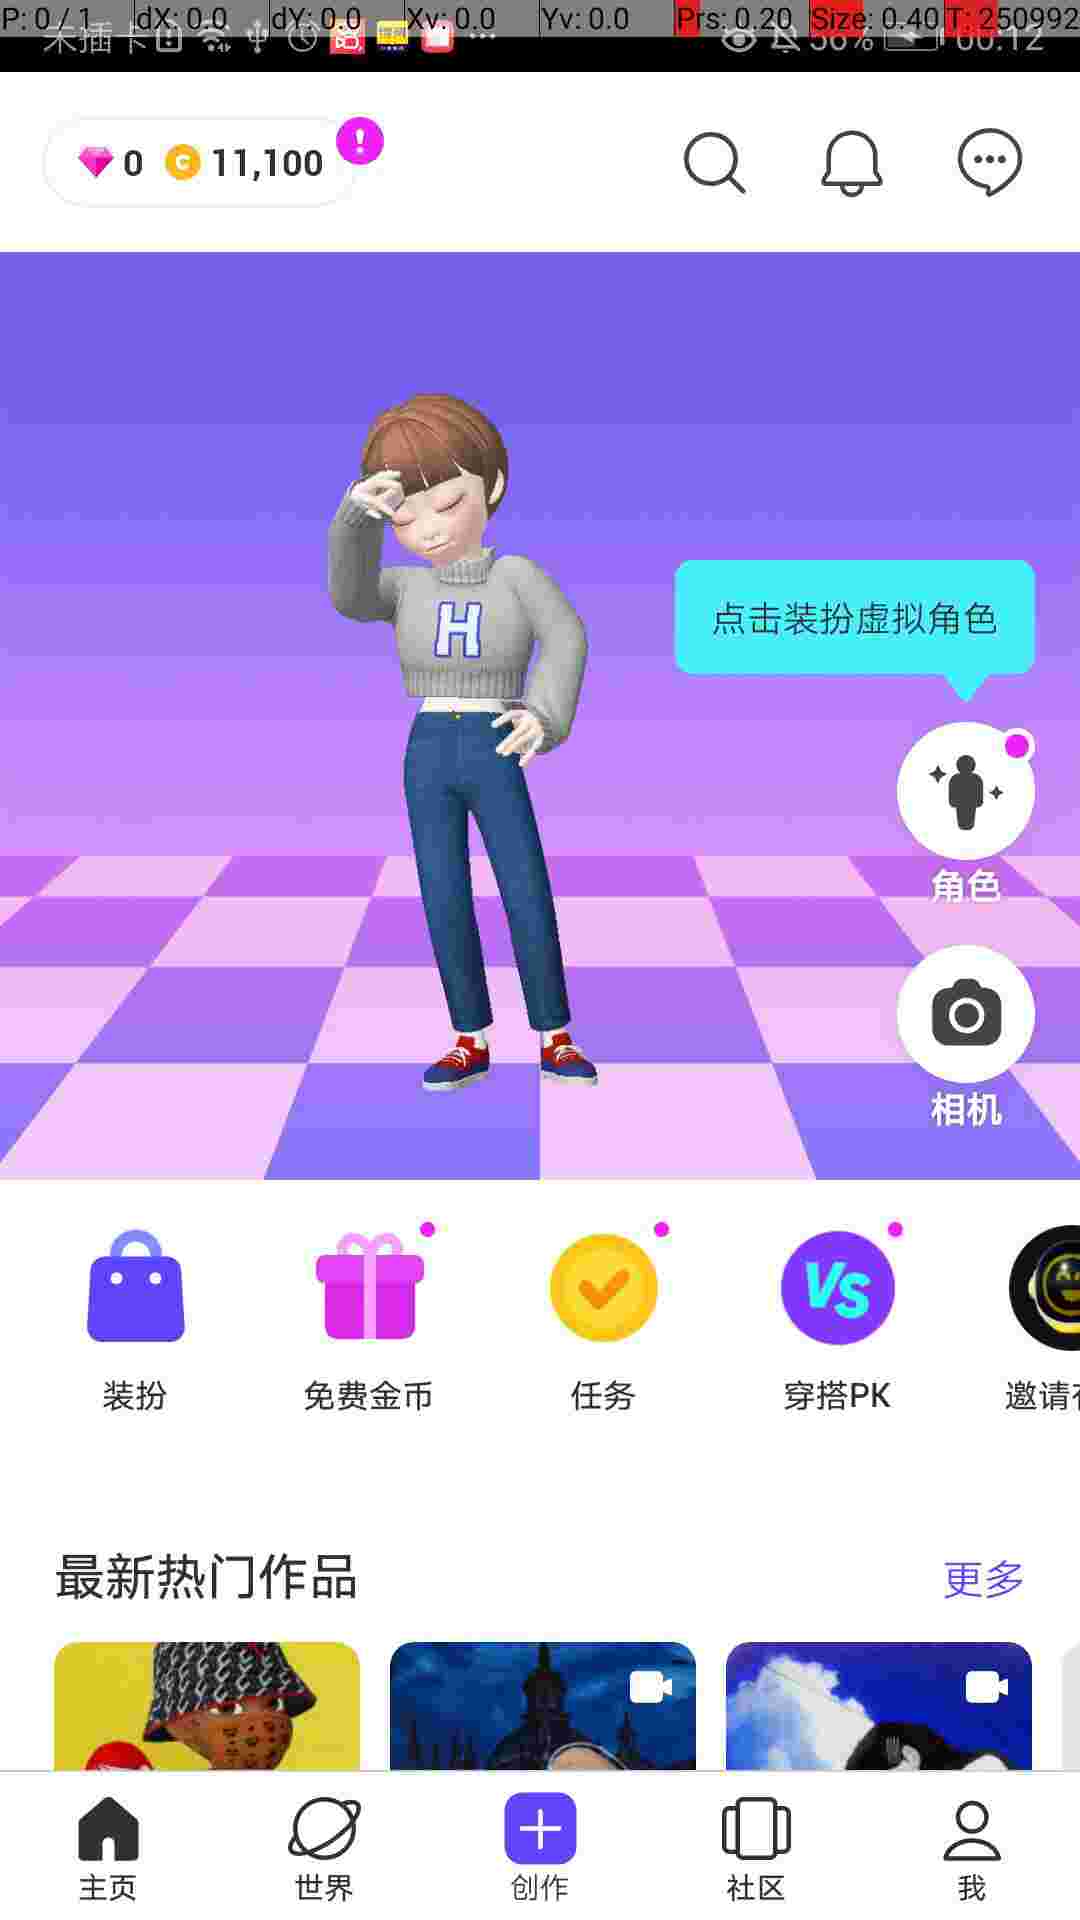 P: 0 / 1 dX: 0.0 dY: 0.0 Xv: 0.0 Yv: 0.0 Prs: 0.20 Size: 0.40 T: 250992
未插卡 56% 00:12
0 C 11,100 !
H
点击装扮虚拟角色
角色
相机
VS
装扮 免费金币 任务 穿搭PK 邀请
最新热门作品 更多
主页 世界 创作 社区 我